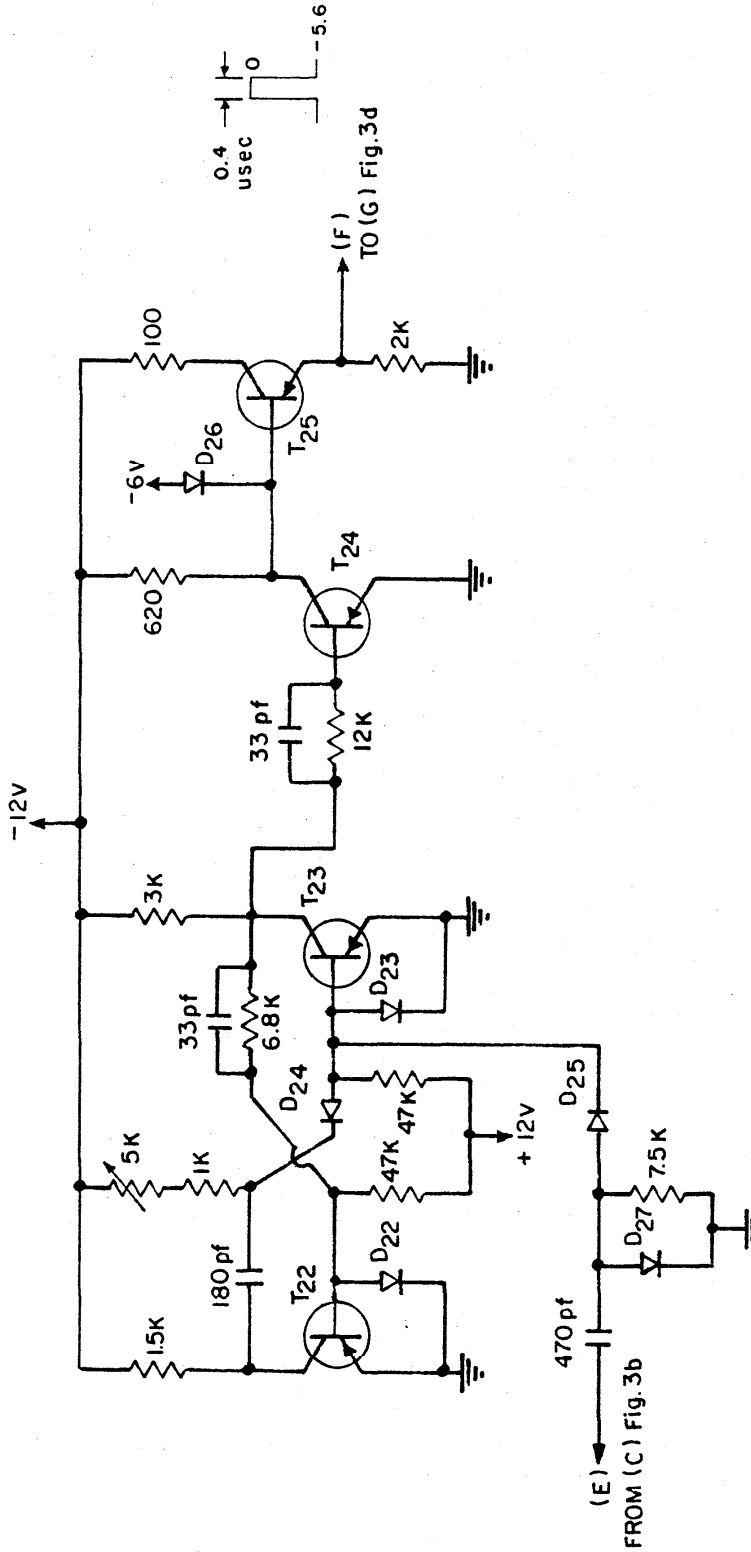 -12V
1.5K
5K
1K
3K
620
-6V
100
0.4
usec
0
-5.6
180pf
33pf
6.8K
33 pf
12K
D26
T22
D24
T23
T24
T25
(F)
TO (G) Fig. 3d
2K
D22
47K
47K
D23
+12V
470 pf
D27
7.5K
D25
(E)
FROM (C) Fig. 3b